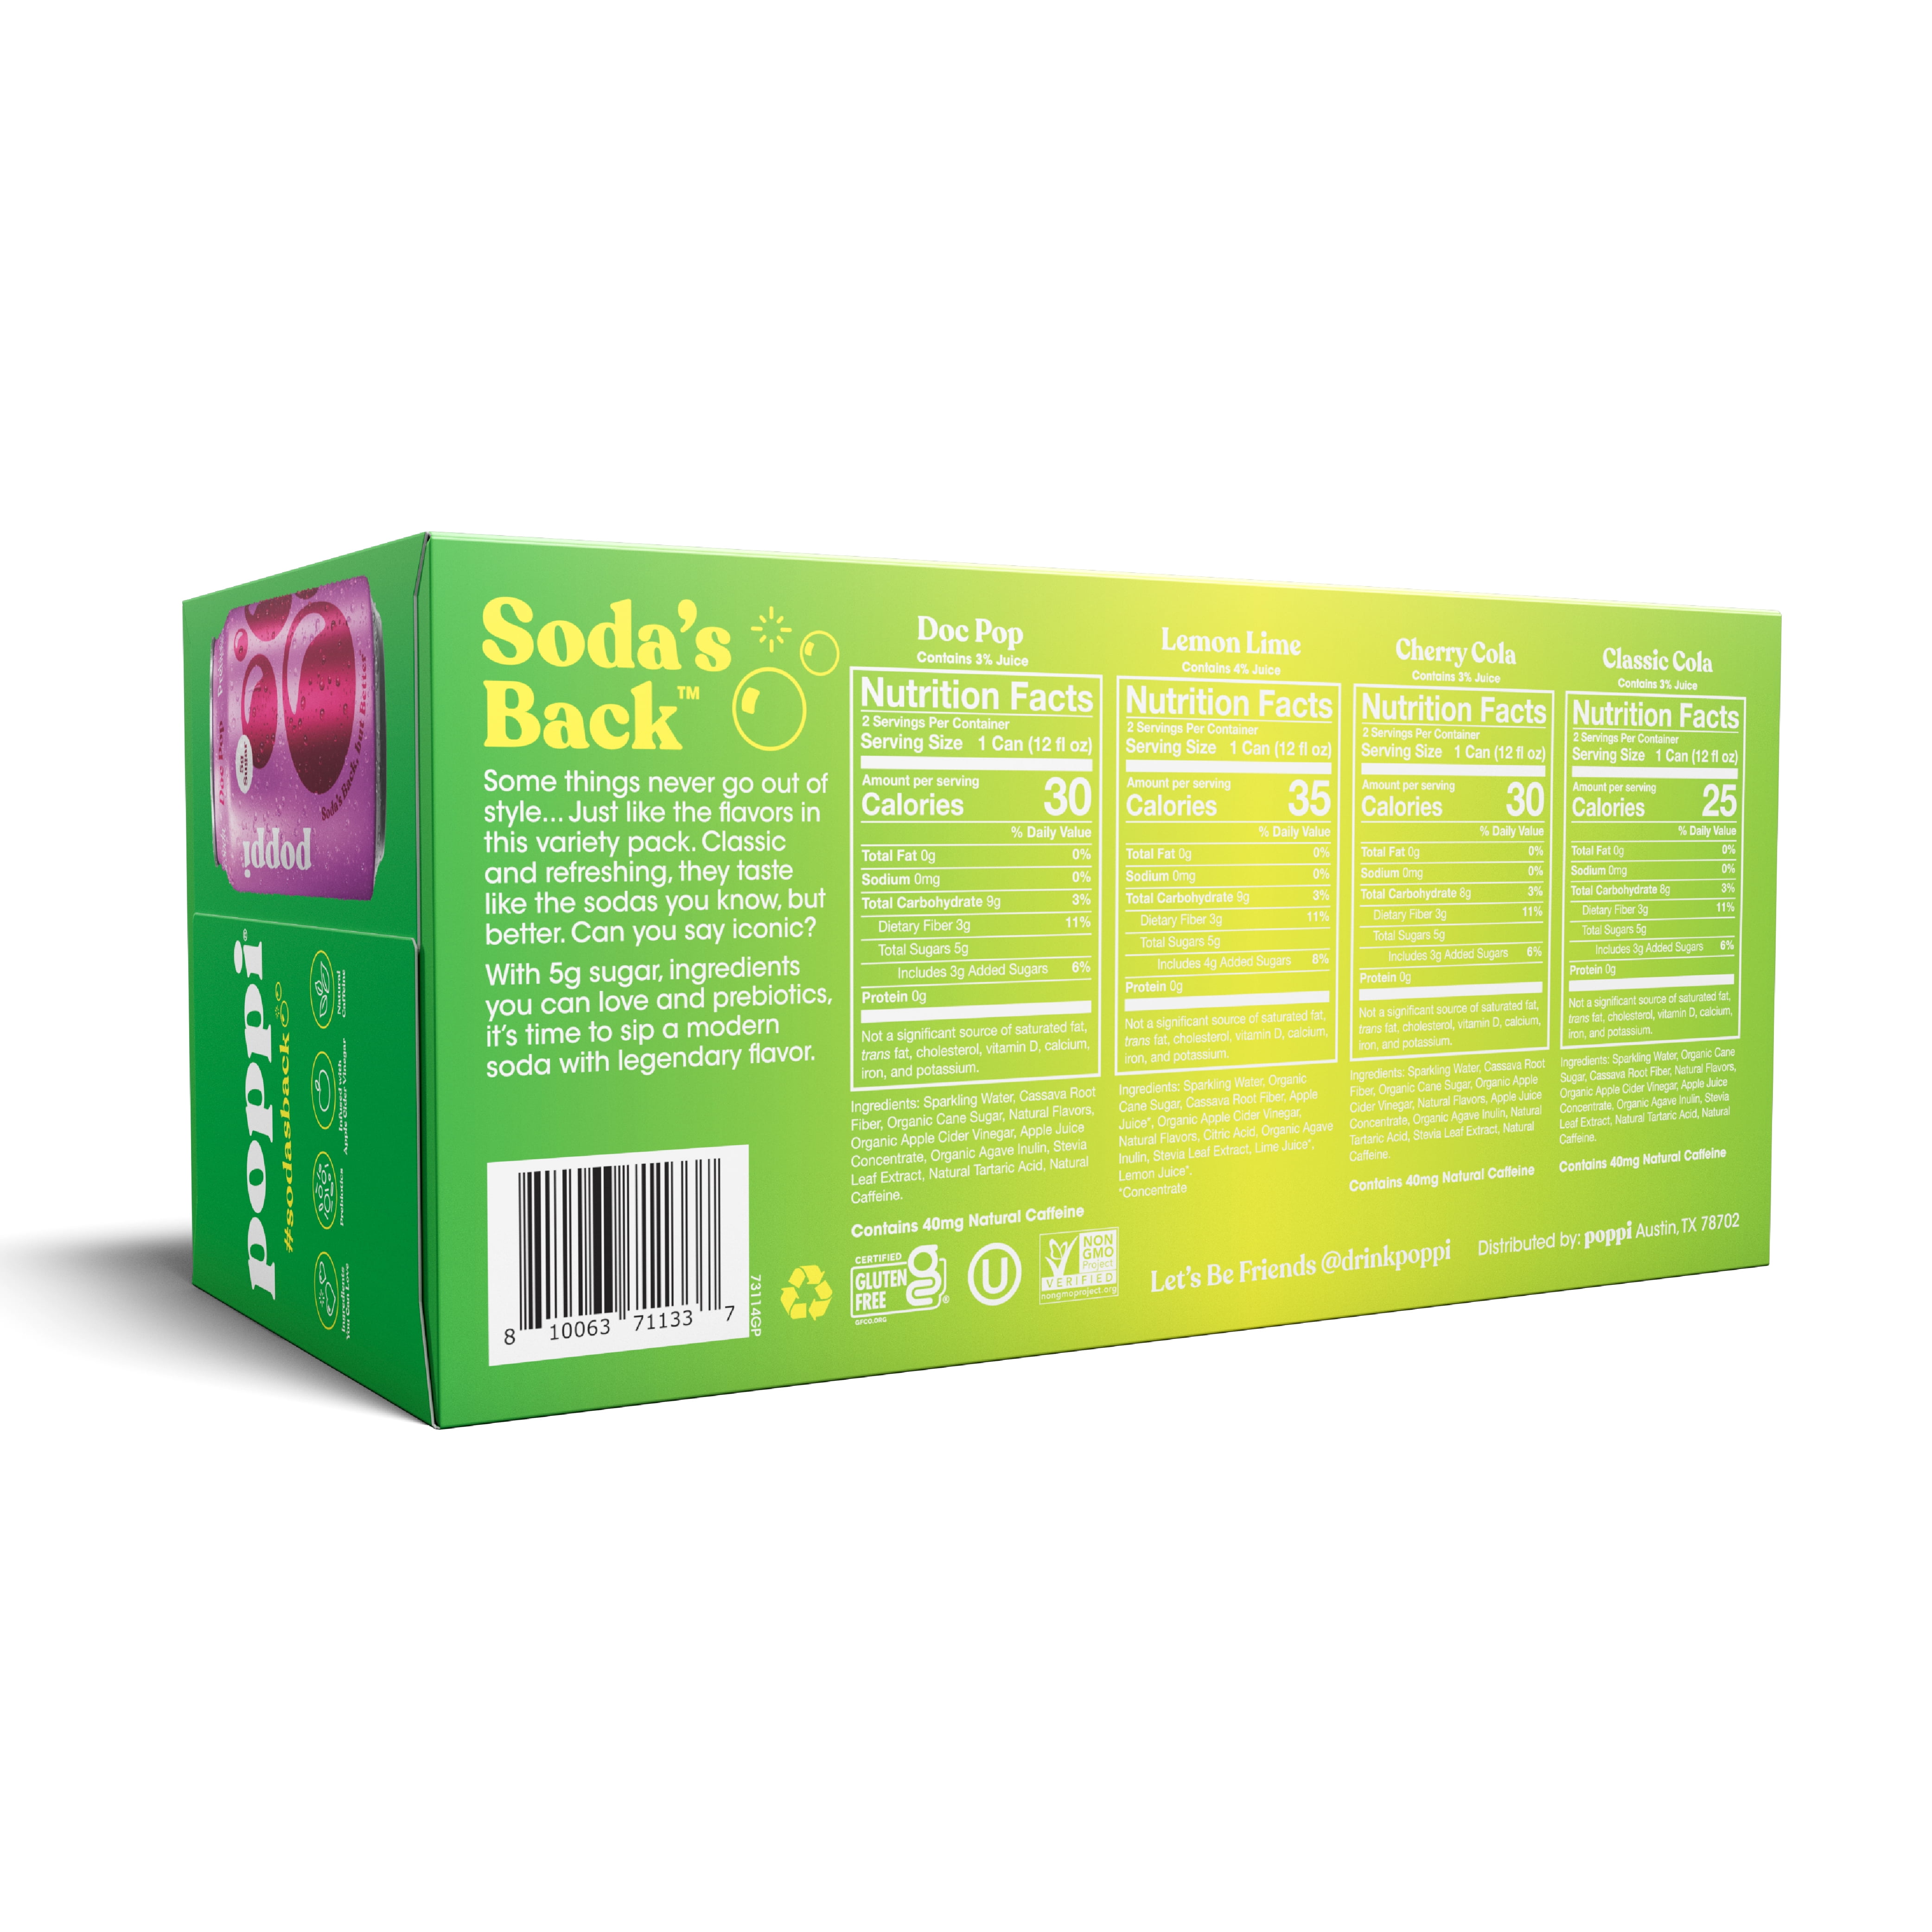 Doc Pop
5g
Sugar
Soda's Back, but Better™
poppi
poppi®
#sodasback
Ingredients
You Can Love
Prebiotics
Infused with
Apple Cider Vinegar
Natural
Caffeine
Soda's
Back™
Some things never go out of
style... Just like the flavors in
this variety pack. Classic
and refreshing, they taste
like the sodas you know, but
better. Can you say iconic?
With 5g sugar, ingredients
you can love and prebiotics,
it's time to sip a modern
soda with legendary flavor.
8 10063 71133 7
73114GP
Doc Pop
Contains 3% Juice
Nutrition Facts
2 Servings Per Container
Serving Size 1 Can (12 fl oz)
Amount per serving
Calories 30
% Daily Value
Total Fat 0g 0%
Sodium 0mg 0%
Total Carbohydrate 9g 3%
Dietary Fiber 3g 11%
Total Sugars 5g
Includes 3g Added Sugars 6%
Protein 0g
Not a significant source of saturated fat,
trans fat, cholesterol, vitamin D, calcium,
iron, and potassium.
Ingredients: Sparkling Water, Cassava Root
Fiber, Organic Cane Sugar, Natural Flavors,
Organic Apple Cider Vinegar, Apple Juice
Concentrate, Organic Agave Inulin, Stevia
Leaf Extract, Natural Tartaric Acid, Natural
Caffeine.
Contains 40mg Natural Caffeine
Lemon Lime
Contains 4% Juice
Nutrition Facts
2 Servings Per Container
Serving Size 1 Can (12 fl oz)
Amount per serving
Calories 35
% Daily Value
Total Fat 0g 0%
Sodium 0mg 0%
Total Carbohydrate 9g 3%
Dietary Fiber 3g 11%
Total Sugars 5g
Includes 4g Added Sugars 8%
Protein 0g
Not a significant source of saturated fat,
trans fat, cholesterol, vitamin D, calcium,
iron, and potassium.
Ingredients: Sparkling Water, Organic
Cane Sugar, Cassava Root Fiber, Apple
Juice*, Organic Apple Cider Vinegar,
Natural Flavors, Citric Acid, Organic Agave
Inulin, Stevia Leaf Extract, Lime Juice*,
Lemon Juice*.
*Concentrate
Cherry Cola
Contains 3% Juice
Nutrition Facts
2 Servings Per Container
Serving Size 1 Can (12 fl oz)
Amount per serving
Calories 30
% Daily Value
Total Fat 0g 0%
Sodium 0mg 0%
Total Carbohydrate 8g 3%
Dietary Fiber 3g 11%
Total Sugars 5g
Includes 3g Added Sugars 6%
Protein 0g
Not a significant source of saturated fat,
trans fat, cholesterol, vitamin D, calcium,
iron, and potassium.
Ingredients: Sparkling Water, Cassava Root
Fiber, Organic Cane Sugar, Organic Apple
Cider Vinegar, Natural Flavors, Apple Juice
Concentrate, Organic Agave Inulin, Natural
Tartaric Acid, Stevia Leaf Extract, Natural
Caffeine.
Contains 40mg Natural Caffeine
Classic Cola
Contains 3% Juice
Nutrition Facts
2 Servings Per Container
Serving Size 1 Can (12 fl oz)
Amount per serving
Calories 25
% Daily Value
Total Fat 0g 0%
Sodium 0mg 0%
Total Carbohydrate 8g 3%
Dietary Fiber 3g 11%
Total Sugars 5g
Includes 3g Added Sugars 6%
Protein 0g
Not a significant source of saturated fat,
trans fat, cholesterol, vitamin D, calcium,
iron, and potassium.
Ingredients: Sparkling Water, Organic Cane
Sugar, Cassava Root Fiber, Natural Flavors,
Organic Apple Cider Vinegar, Apple Juice
Concentrate, Organic Agave Inulin, Stevia
Leaf Extract, Natural Tartaric Acid, Natural
Caffeine.
Contains 40mg Natural Caffeine
CERTIFIED
GLUTEN
FREE
g®
GFCO.ORG
U
NON
GMO
Project
VERIFIED
nongmoproject.org
Let's Be Friends @drinkpoppi
Distributed by: poppi Austin, TX 78702